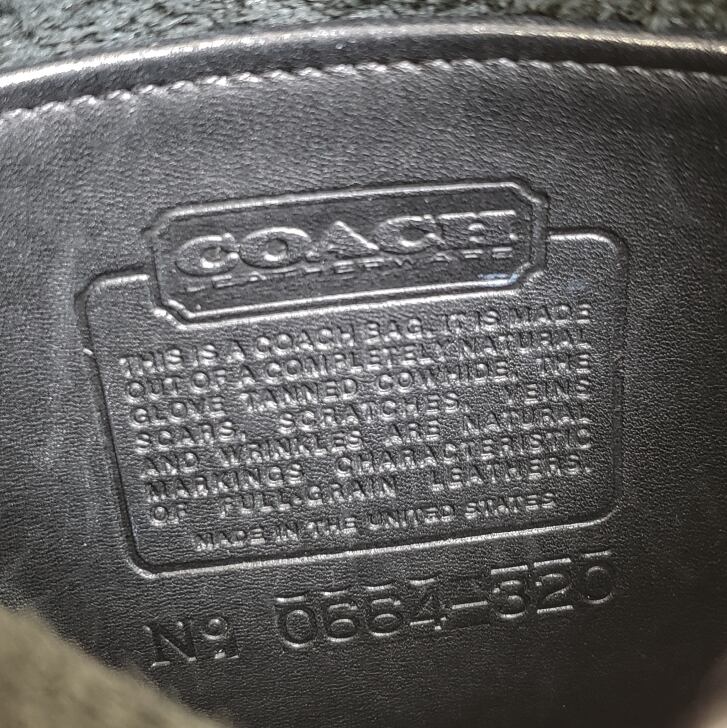 COACH
LEATHERWARE
THIS IS A COACH BAG. IT IS MADE
OUT OF A COMPLETELY NATURAL
GLOVE TANNED COWHIDE. THE
SCARS, SCRATCHES, VEINS
AND WRINKLES ARE NATURAL
MARKINGS CHARACTERISTIC
OF FULL-GRAIN LEATHERS.
MADE IN THE UNITED STATES
No 0664-320